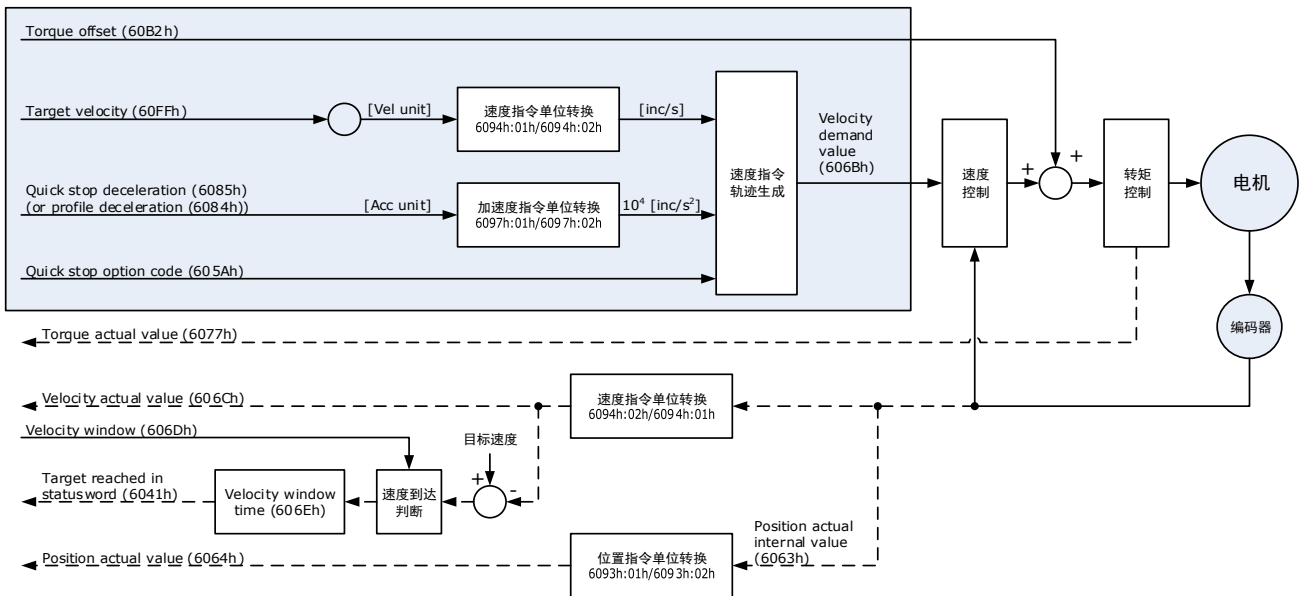 Torque offset (60B2h)
Target velocity (60FFh)
[Vel unit]
速度指令单位转换
6094h:01h/6094h:02h
[inc/s]
Quick stop deceleration (6085h)
(or profile deceleration (6084h))
[Acc unit]
加速度指令单位转换
6097h:01h/6097h:02h
10⁴ [inc/s²]
Quick stop option code (605Ah)
速度指令
轨迹生成
Velocity
demand
value
(606Bh)
速度
控制
+
+
转矩
控制
电机
编码器
Torque actual value (6077h)
Velocity actual value (606Ch)
速度指令单位转换
6094h:02h/6094h:01h
Velocity window (606Dh)
目标速度
+
-
Target reached in
statusword (6041h)
Velocity window
time (606Eh)
速度到达
判断
Position actual value (6064h)
位置指令单位转换
6093h:01h/6093h:02h
Position actual
internal value
(6063h)